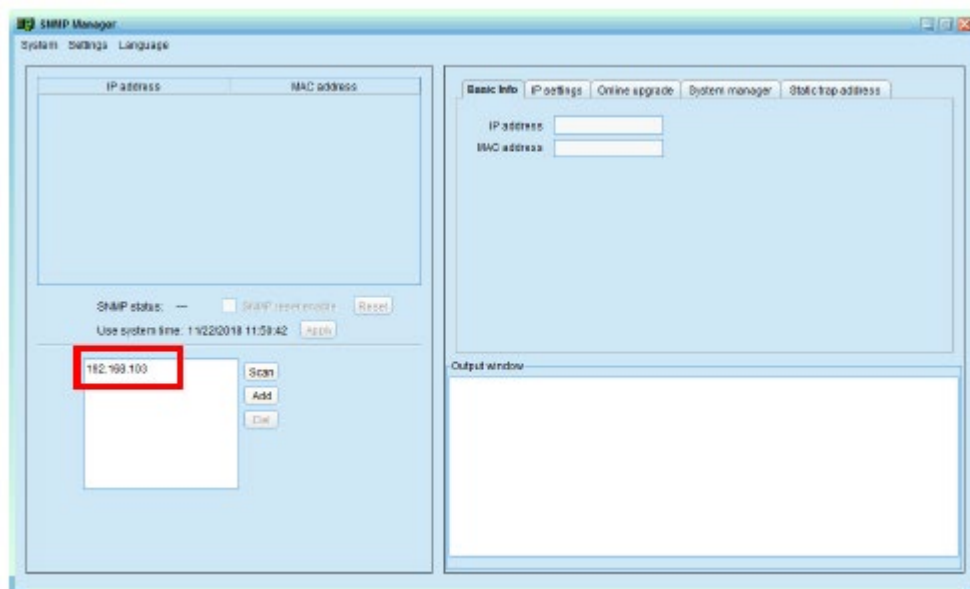 SNMP Manager
System Settings Language
IP address MAC address
SNMP status: ---
SNMP reset enable Reset
Use system time: 11/22/2018 11:59:42 Apply
192.168.103
Scan
Add
Del
Basic Info IP settings Online upgrade System manager Static trap address
IP address
MAC address
Output window